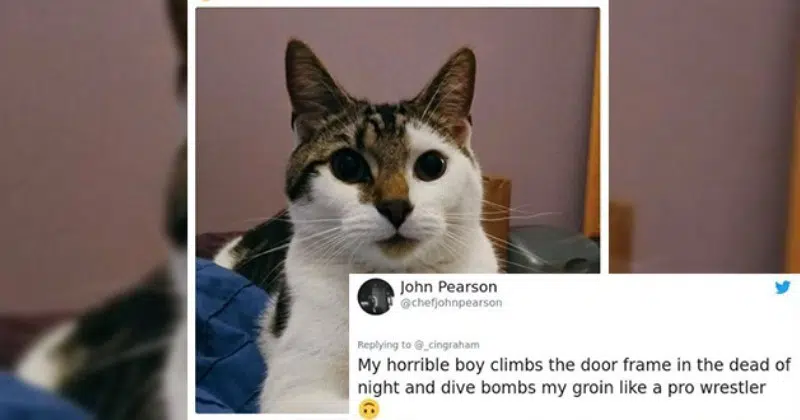 John Pearson
@chefjohnpearson
Replying to @_cingraham
My horrible boy climbs the door frame in the dead of
night and dive bombs my groin like a pro wrestler
🙃